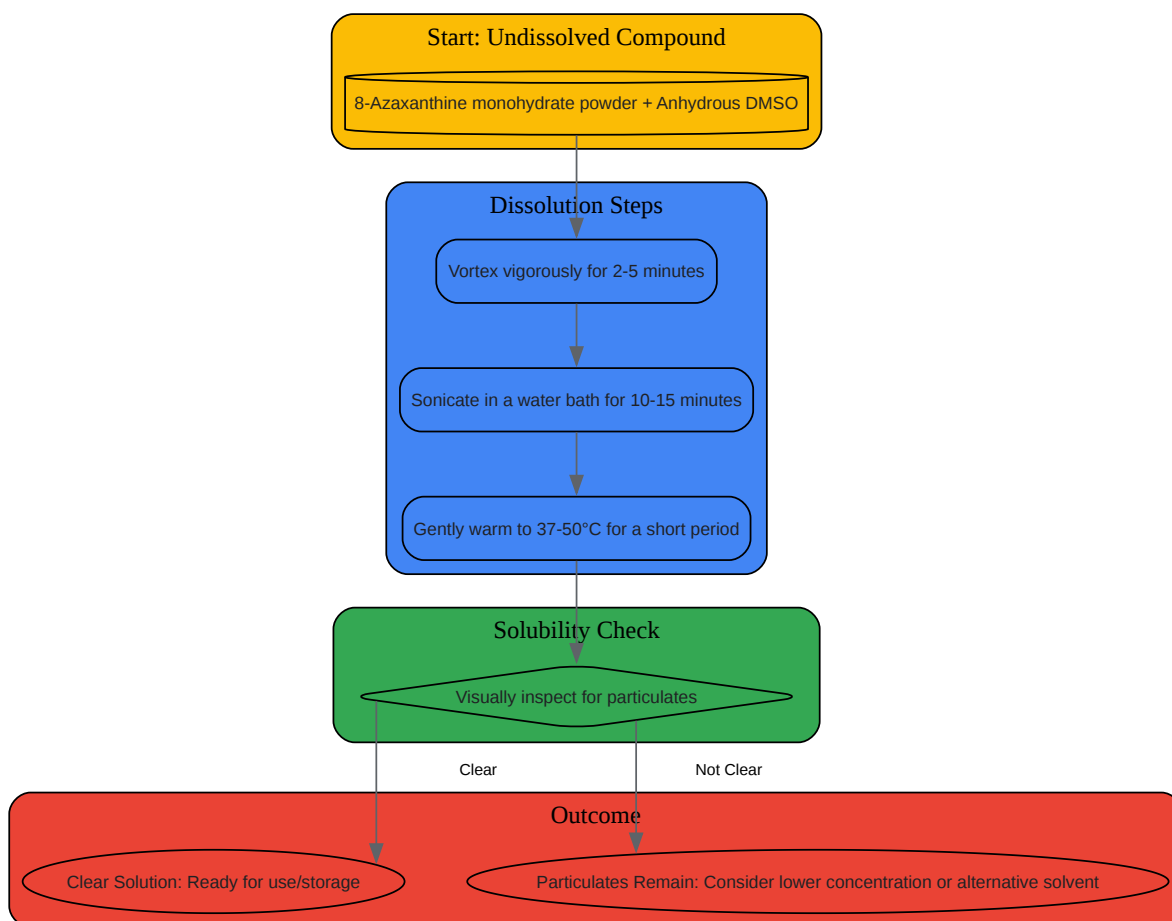 Start: Undissolved Compound
8-Azaxanthine monohydrate powder + Anhydrous DMSO
Dissolution Steps
Vortex vigorously for 2-5 minutes
Sonicate in a water bath for 10-15 minutes
Gently warm to 37-50°C for a short period
Solubility Check
Visually inspect for particulates
Clear
Not Clear
Outcome
Clear Solution: Ready for use/storage
Particulates Remain: Consider lower concentration or alternative solvent